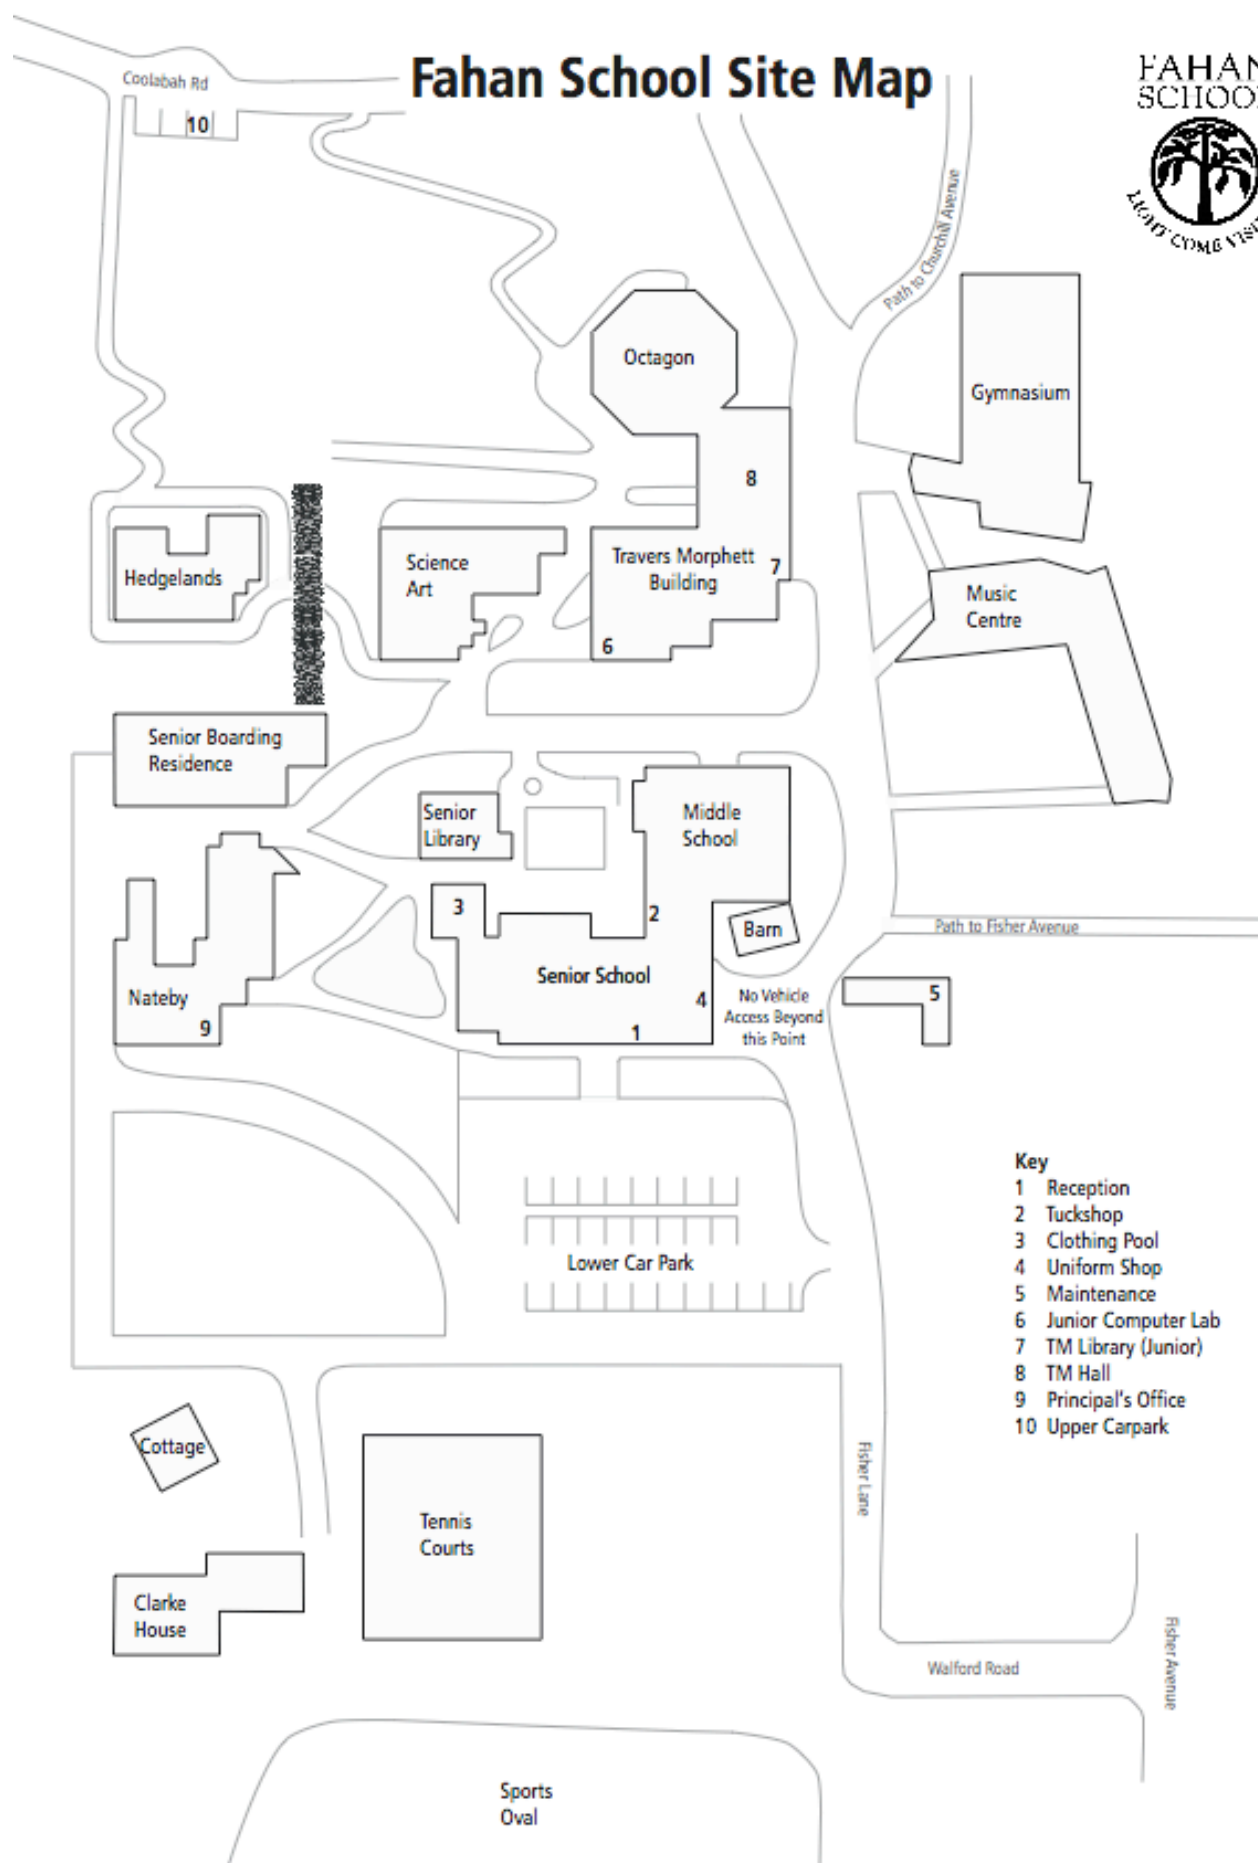 Fahan School Site Map
FAHAN
SCHOOL
LIGHT COME VISIT
Coolabah Rd
10
Path to Churchill Avenue
Octagon
Gymnasium
8
Hedgelands
Science
Art
Travers Morphett
Building
7
6
Music
Centre
Senior Boarding
Residence
Senior
Library
Middle
School
3
2
Barn
Path to Fisher Avenue
Senior School
Nateby
9
4
1
No Vehicle
Access Beyond
this Point
5
Lower Car Park
Key
1 Reception
2 Tuckshop
3 Clothing Pool
4 Uniform Shop
5 Maintenance
6 Junior Computer Lab
7 TM Library (Junior)
8 TM Hall
9 Principal's Office
10 Upper Carpark
Cottage
Tennis
Courts
Fisher Lane
Clarke
House
Walford Road
Fisher Avenue
Sports
Oval